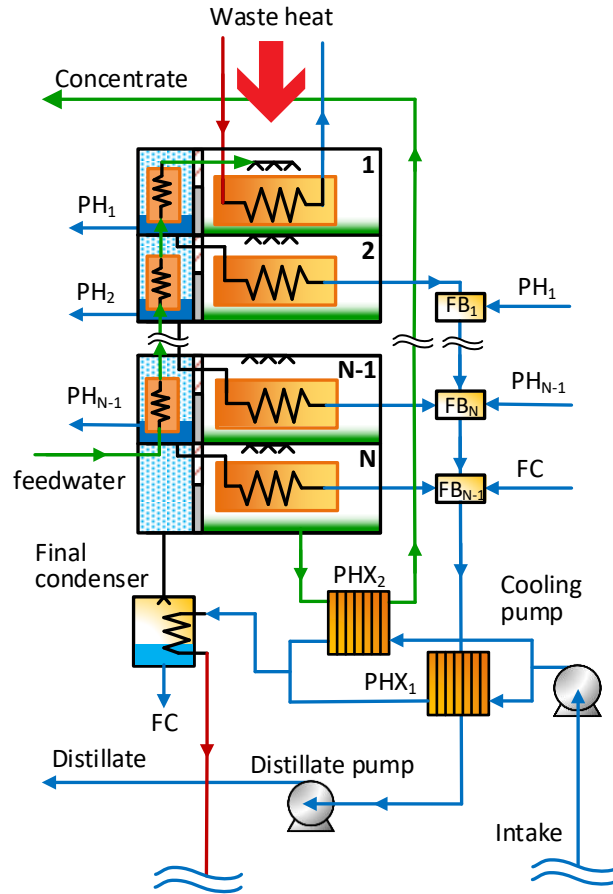 Waste heat
Concentrate
1
PH1
2
PH2
FB1
PH1
N-1
PHN-1
FBN
PHN-1
feedwater
N
FBN-1
FC
Final
condenser
PHX2
Cooling
pump
PHX1
FC
Distillate
Distillate pump
Intake